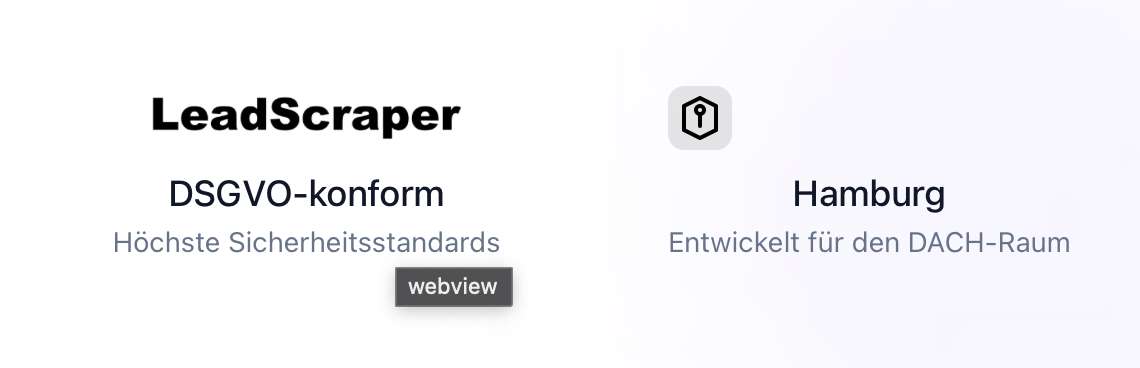 LeadScraper
DSGVO-konform
Höchste Sicherheitsstandards
webview
Hamburg
Entwickelt für den DACH-Raum